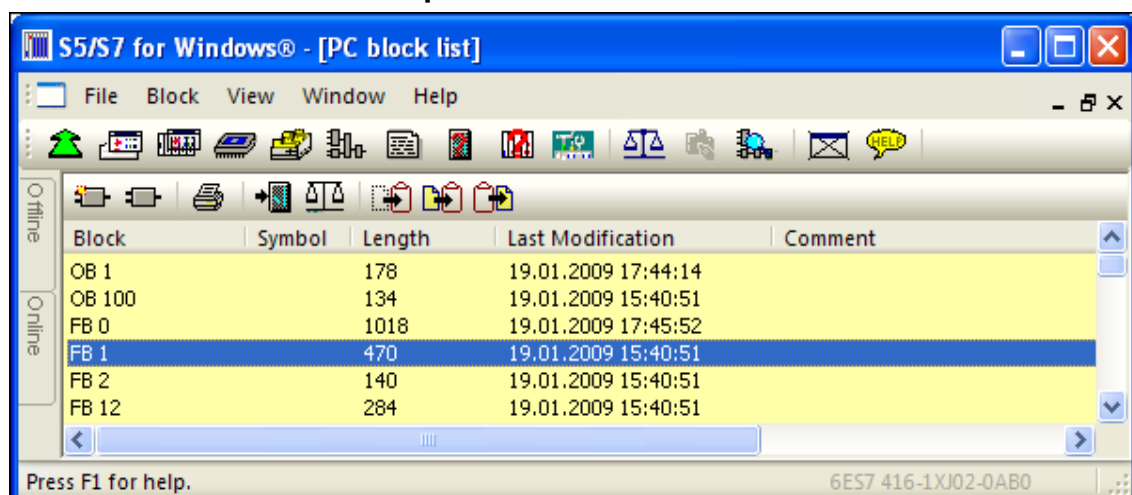 S5/S7 for Windows® - [PC block list]
File Block View Window Help
HELP
Offline
Online
Block Symbol Length Last Modification Comment
OB 1 178 19.01.2009 17:44:14
OB 100 134 19.01.2009 15:40:51
FB 0 1018 19.01.2009 17:45:52
FB 1 470 19.01.2009 15:40:51
FB 2 140 19.01.2009 15:40:51
FB 12 284 19.01.2009 15:40:51
Press F1 for help. 6ES7 416-1XJ02-0AB0